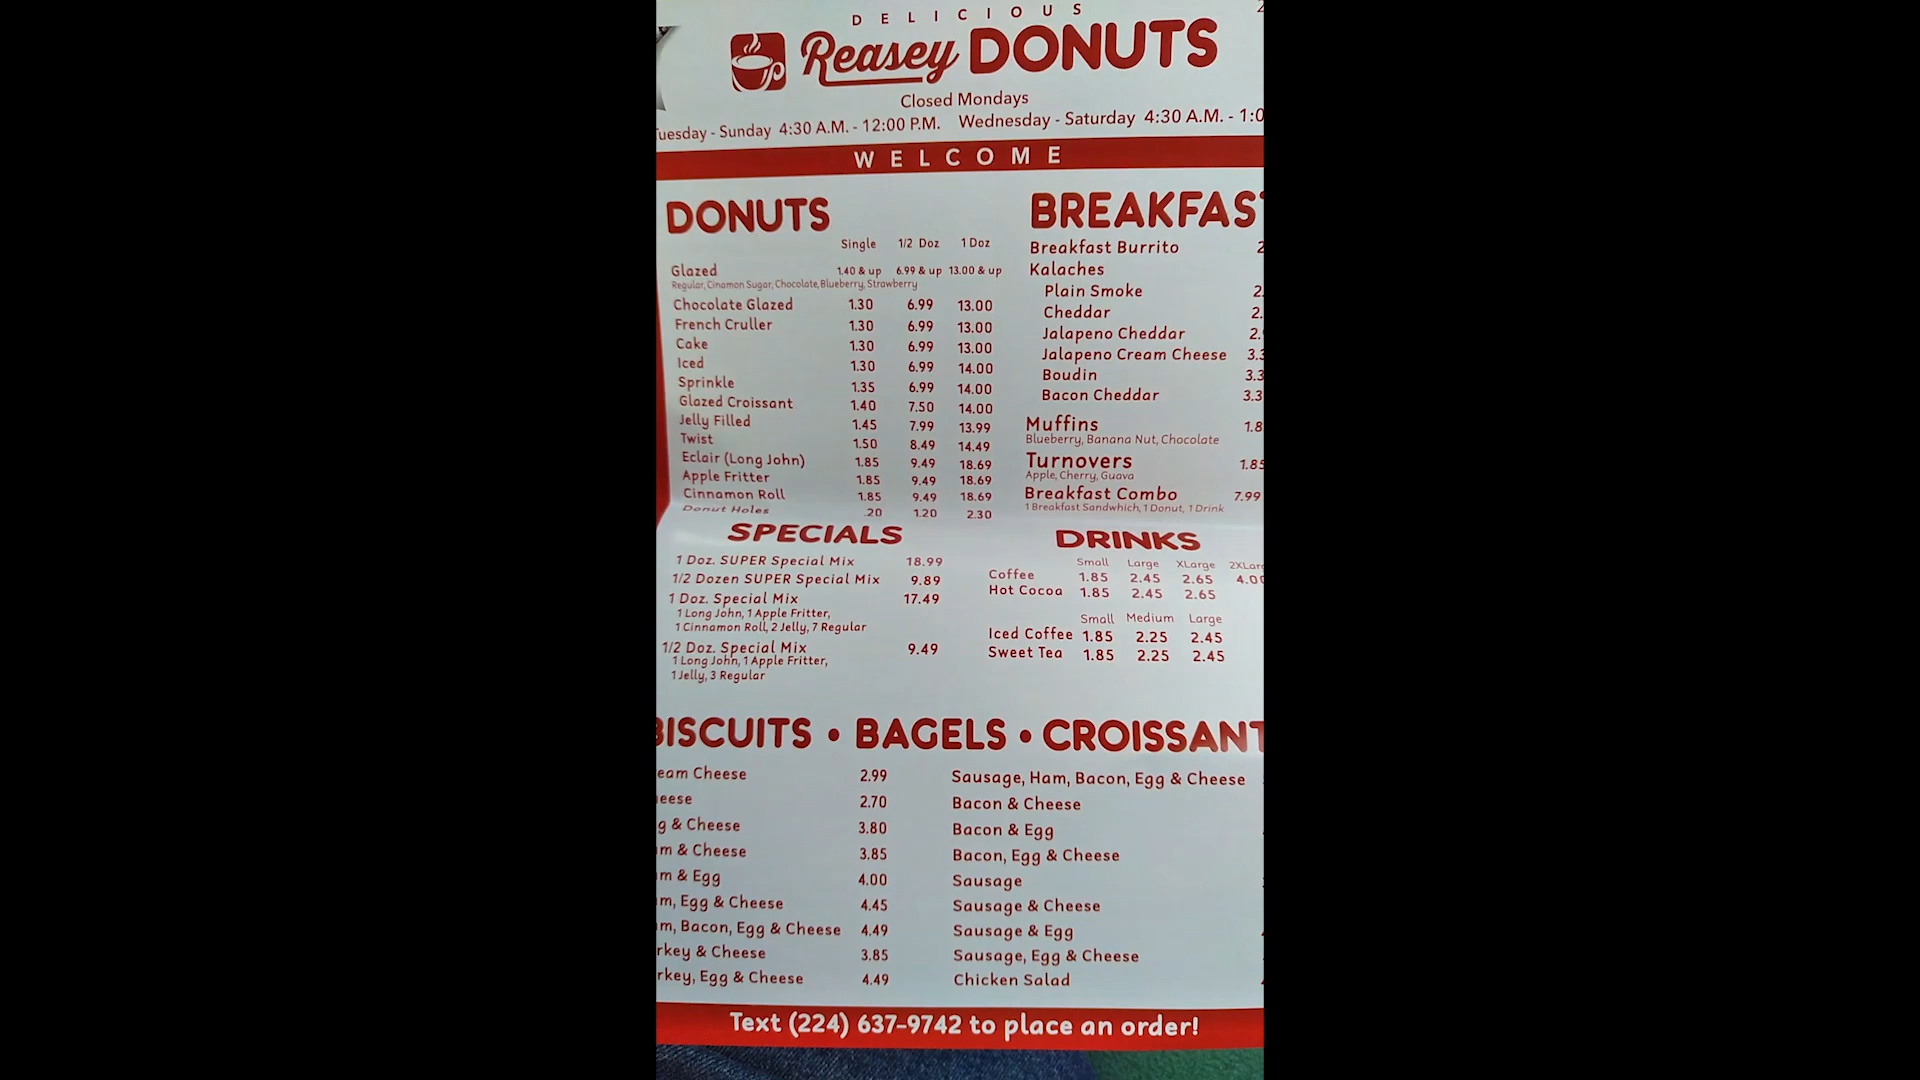 DELICIOUS
Reasey DONUTS
Closed Mondays
Tuesday - Sunday 4:30 A.M. - 12:00 P.M. Wednesday - Saturday 4:30 A.M. -
WELCOME
DONUTS
Single 1/2 Doz 1 Doz
Glazed 1.40 & up 6.99 & up 13.00 & up
Regular, Cinamon Sugar, Chocolate, Blueberry, Strawberry
Chocolate Glazed 1.30 6.99 13.00
French Cruller 1.30 6.99 13.00
Cake 1.30 6.99 13.00
Iced 1.30 6.99 14.00
Sprinkle 1.35 6.99 14.00
Glazed Croissant 1.40 7.50 14.00
Jelly Filled 1.45 7.99 13.99
Twist 1.50 8.49 14.49
Eclair (Long John) 1.85 9.49 18.69
Apple Fritter 1.85 9.49 18.69
Cinnamon Roll 1.85 9.49 18.69
Donut Holes .20 1.20 2.30
BREAKFAST
Breakfast Burrito
Kalaches
Plain Smoke
Cheddar
Jalapeno Cheddar
Jalapeno Cream Cheese
Boudin
Bacon Cheddar
Muffins
Blueberry, Banana Nut, Chocolate
Turnovers 1.85
Apple, Cherry, Guava
Breakfast Combo 7.99
1 Breakfast Sandwhich, 1 Donut, 1 Drink
SPECIALS
1 Doz. SUPER Special Mix 18.99
1/2 Dozen SUPER Special Mix 9.89
1 Doz. Special Mix 17.49
1 Long John, 1 Apple Fritter,
1 Cinnamon Roll, 2 Jelly, 7 Regular
1/2 Doz. Special Mix 9.49
1 Long John, 1 Apple Fritter,
1 Jelly, 3 Regular
DRINKS
Small Large XLarge 2XLarg
Coffee 1.85 2.45 2.65 4.00
Hot Cocoa 1.85 2.45 2.65
Small Medium Large
Iced Coffee 1.85 2.25 2.45
Sweet Tea 1.85 2.25 2.45
BISCUITS • BAGELS • CROISSANT
eam Cheese 2.99
eese 2.70
g & Cheese 3.80
m & Cheese 3.85
m & Egg 4.00
m, Egg & Cheese 4.45
m, Bacon, Egg & Cheese 4.49
rkey & Cheese 3.85
rkey, Egg & Cheese 4.49
Sausage, Ham, Bacon, Egg & Cheese
Bacon & Cheese
Bacon & Egg
Bacon, Egg & Cheese
Sausage
Sausage & Cheese
Sausage & Egg
Sausage, Egg & Cheese
Chicken Salad
Text (224) 637-9742 to place an order!